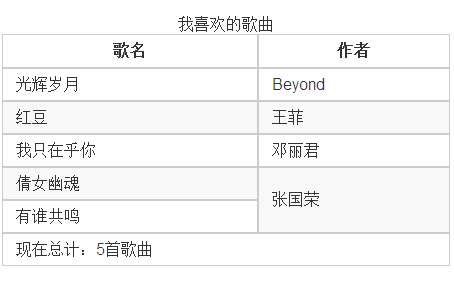 我喜欢的歌曲
歌名 作者
光辉岁月 Beyond
红豆 王菲
我只在乎你 邓丽君
倩女幽魂 张国荣
有谁共鸣
现在总计：5首歌曲